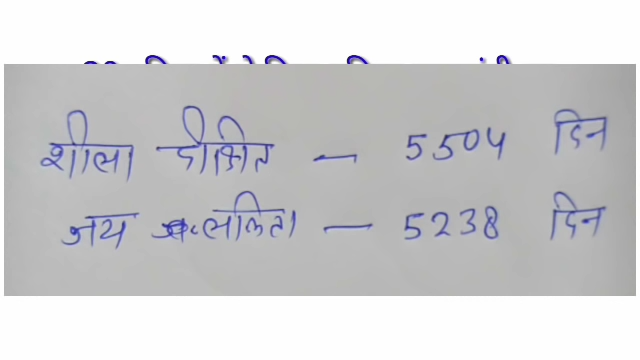 शीला दीक्षित — 5504 दिन
जय ललिता — 5238 दिन